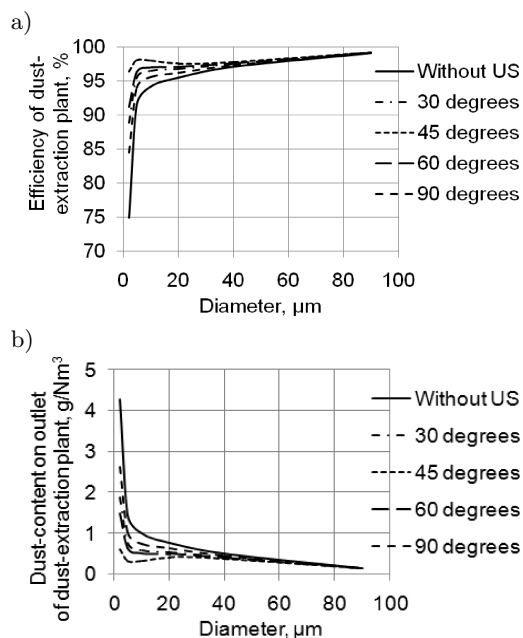 a)
Efficiency of dust-
extraction plant, %
100
95
90
85
80
75
70
0 20 40 60 80 100
Diameter, µm
Without US
30 degrees
45 degrees
60 degrees
90 degrees
b)
Dust-content on outlet
of dust-extraction plant, g/Nm³
5
4
3
2
1
0
0 20 40 60 80 100
Diameter, µm
Without US
30 degrees
45 degrees
60 degrees
90 degrees